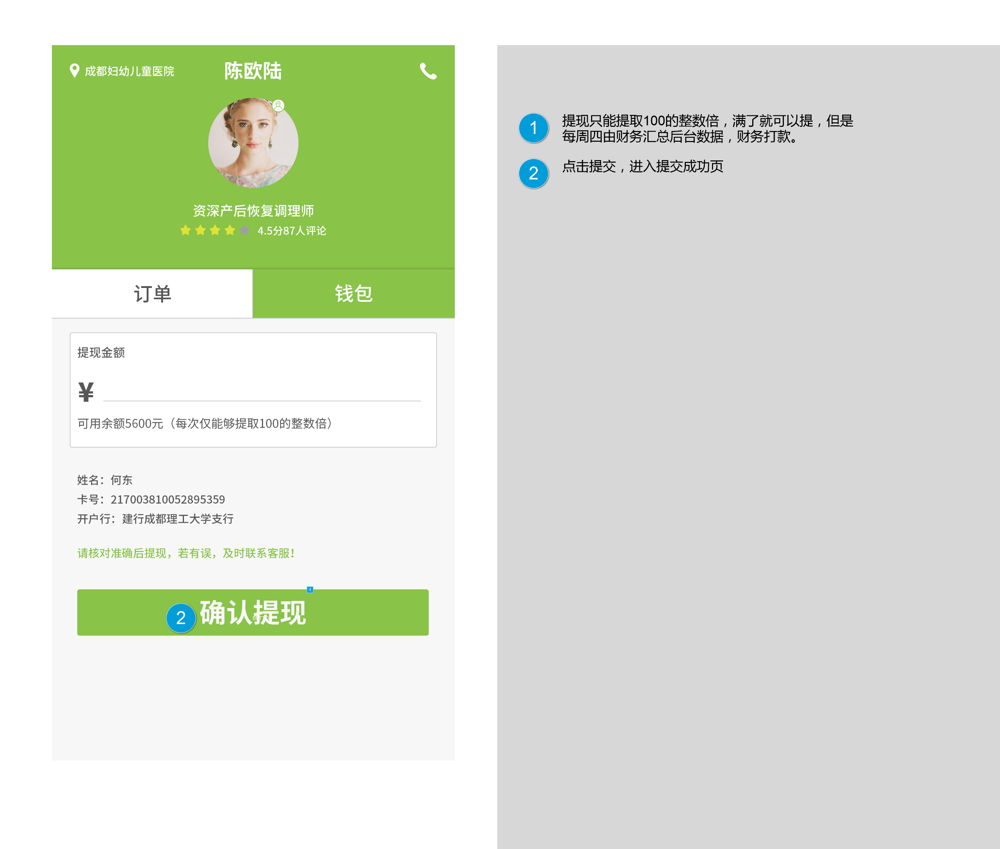 成都妇幼儿童医院
陈欧陆
资深产后恢复调理师
4.5分87人评论
订单
钱包
提现金额
¥
可用余额5600元（每次仅能够提取100的整数倍）
姓名：何东
卡号：217003810052895359
开户行：建行成都理工大学支行
请核对准确后提现，若有误，及时联系客服！
1
2 确认提现
1 提现只能提取100的整数倍，满了就可以提，但是
每周四由财务汇总后台数据，财务打款。
2 点击提交，进入提交成功页